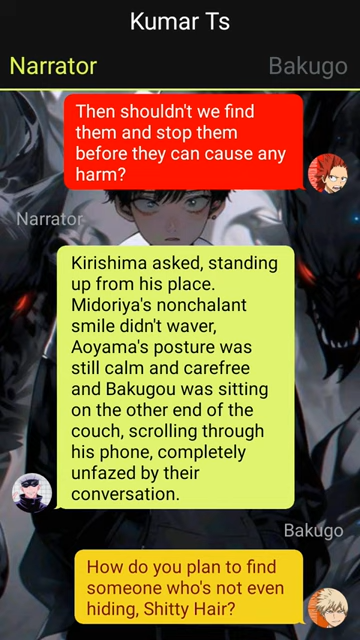 Kumar Ts
Narrator Bakugo
Then shouldn't we find
them and stop them
before they can cause any
harm?
Narrator
Kirishima asked, standing
up from his place.
Midoriya's nonchalant
smile didn't waver,
Aoyama's posture was
still calm and carefree
and Bakugou was sitting
on the other end of the
couch, scrolling through
his phone, completely
unfazed by their
conversation.
Bakugo
How do you plan to find
someone who's not even
hiding, Shitty Hair?